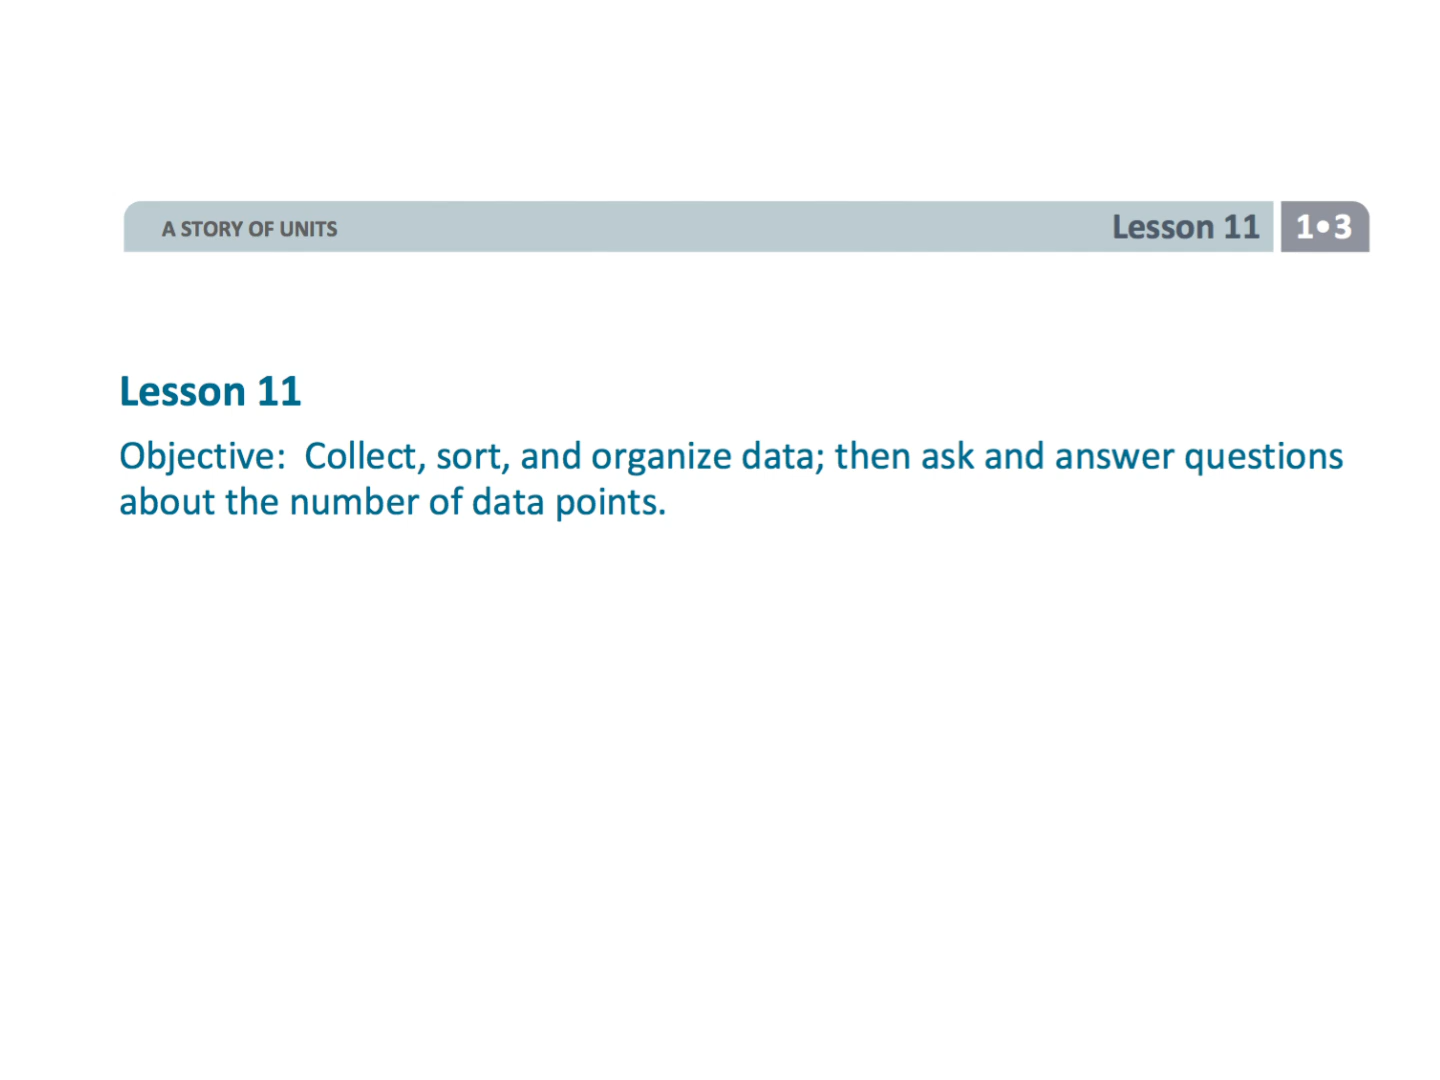 A STORY OF UNITS
Lesson 11
1•3
Lesson 11
Objective:  Collect, sort, and organize data; then ask and answer questions
about the number of data points.